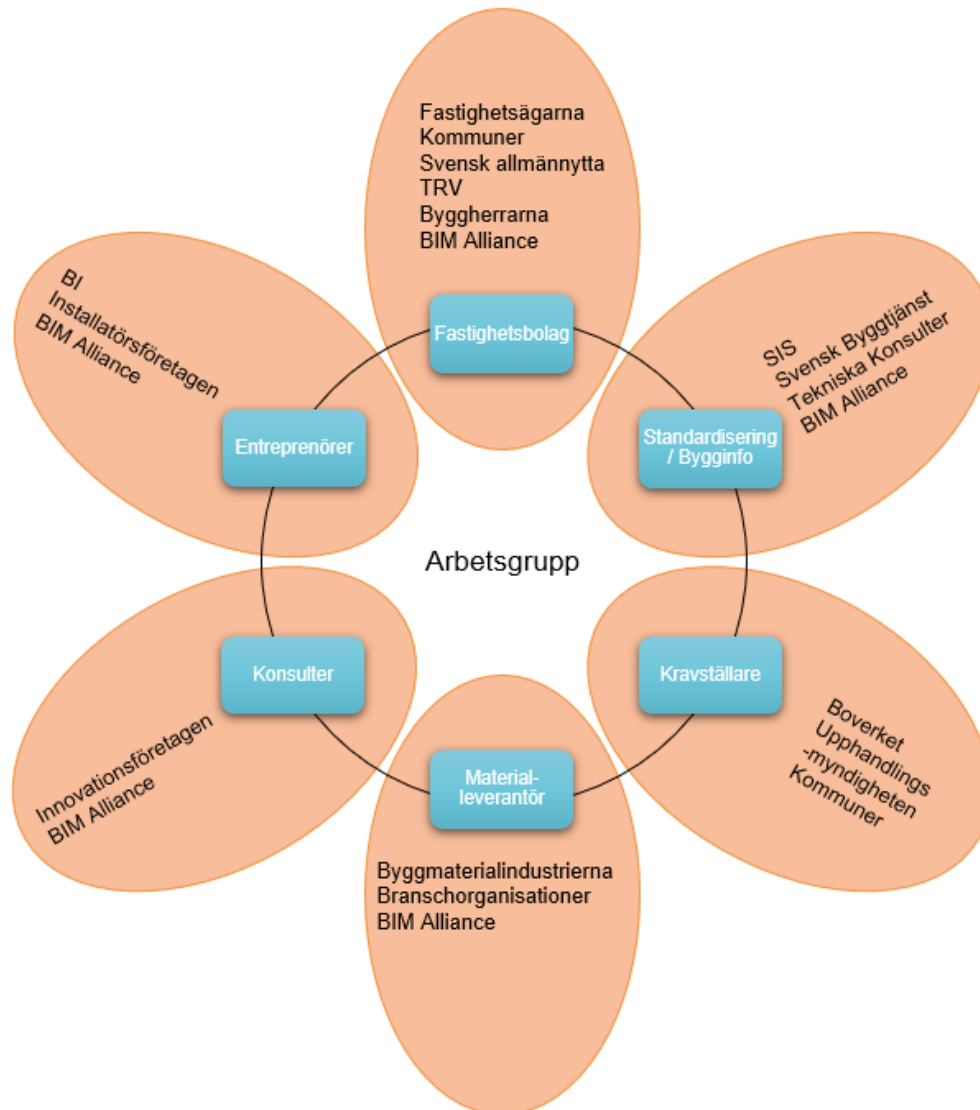 Fastighetsägarna
Kommuner
Svensk allmännytta
TRV
Byggherrarna
BIM Alliance
Fastighetsbolag
BI
Installatörsföretagen
BIM Alliance
Entreprenörer
SIS
Svensk Byggtjänst
Tekniska Konsulter
BIM Alliance
Standardisering
/ Bygginfo
Arbetsgrupp
Konsulter
Innovationsföretagen
BIM Alliance
Kravställare
Boverket
Upphandlings
-myndigheten
Kommuner
Material-
leverantör
Byggmaterialindustrierna
Branschorganisationer
BIM Alliance